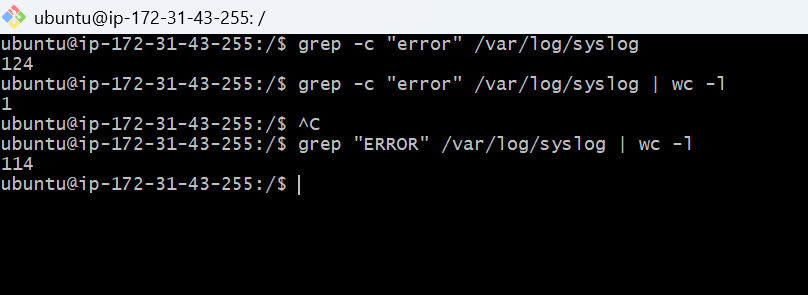 ubuntu@ip-172-31-43-255: /
ubuntu@ip-172-31-43-255:/$ grep -c "error" /var/log/syslog
124
ubuntu@ip-172-31-43-255:/$ grep -c "error" /var/log/syslog | wc -l
1
ubuntu@ip-172-31-43-255:/$ ^C
ubuntu@ip-172-31-43-255:/$ grep "ERROR" /var/log/syslog | wc -l
114
ubuntu@ip-172-31-43-255:/$